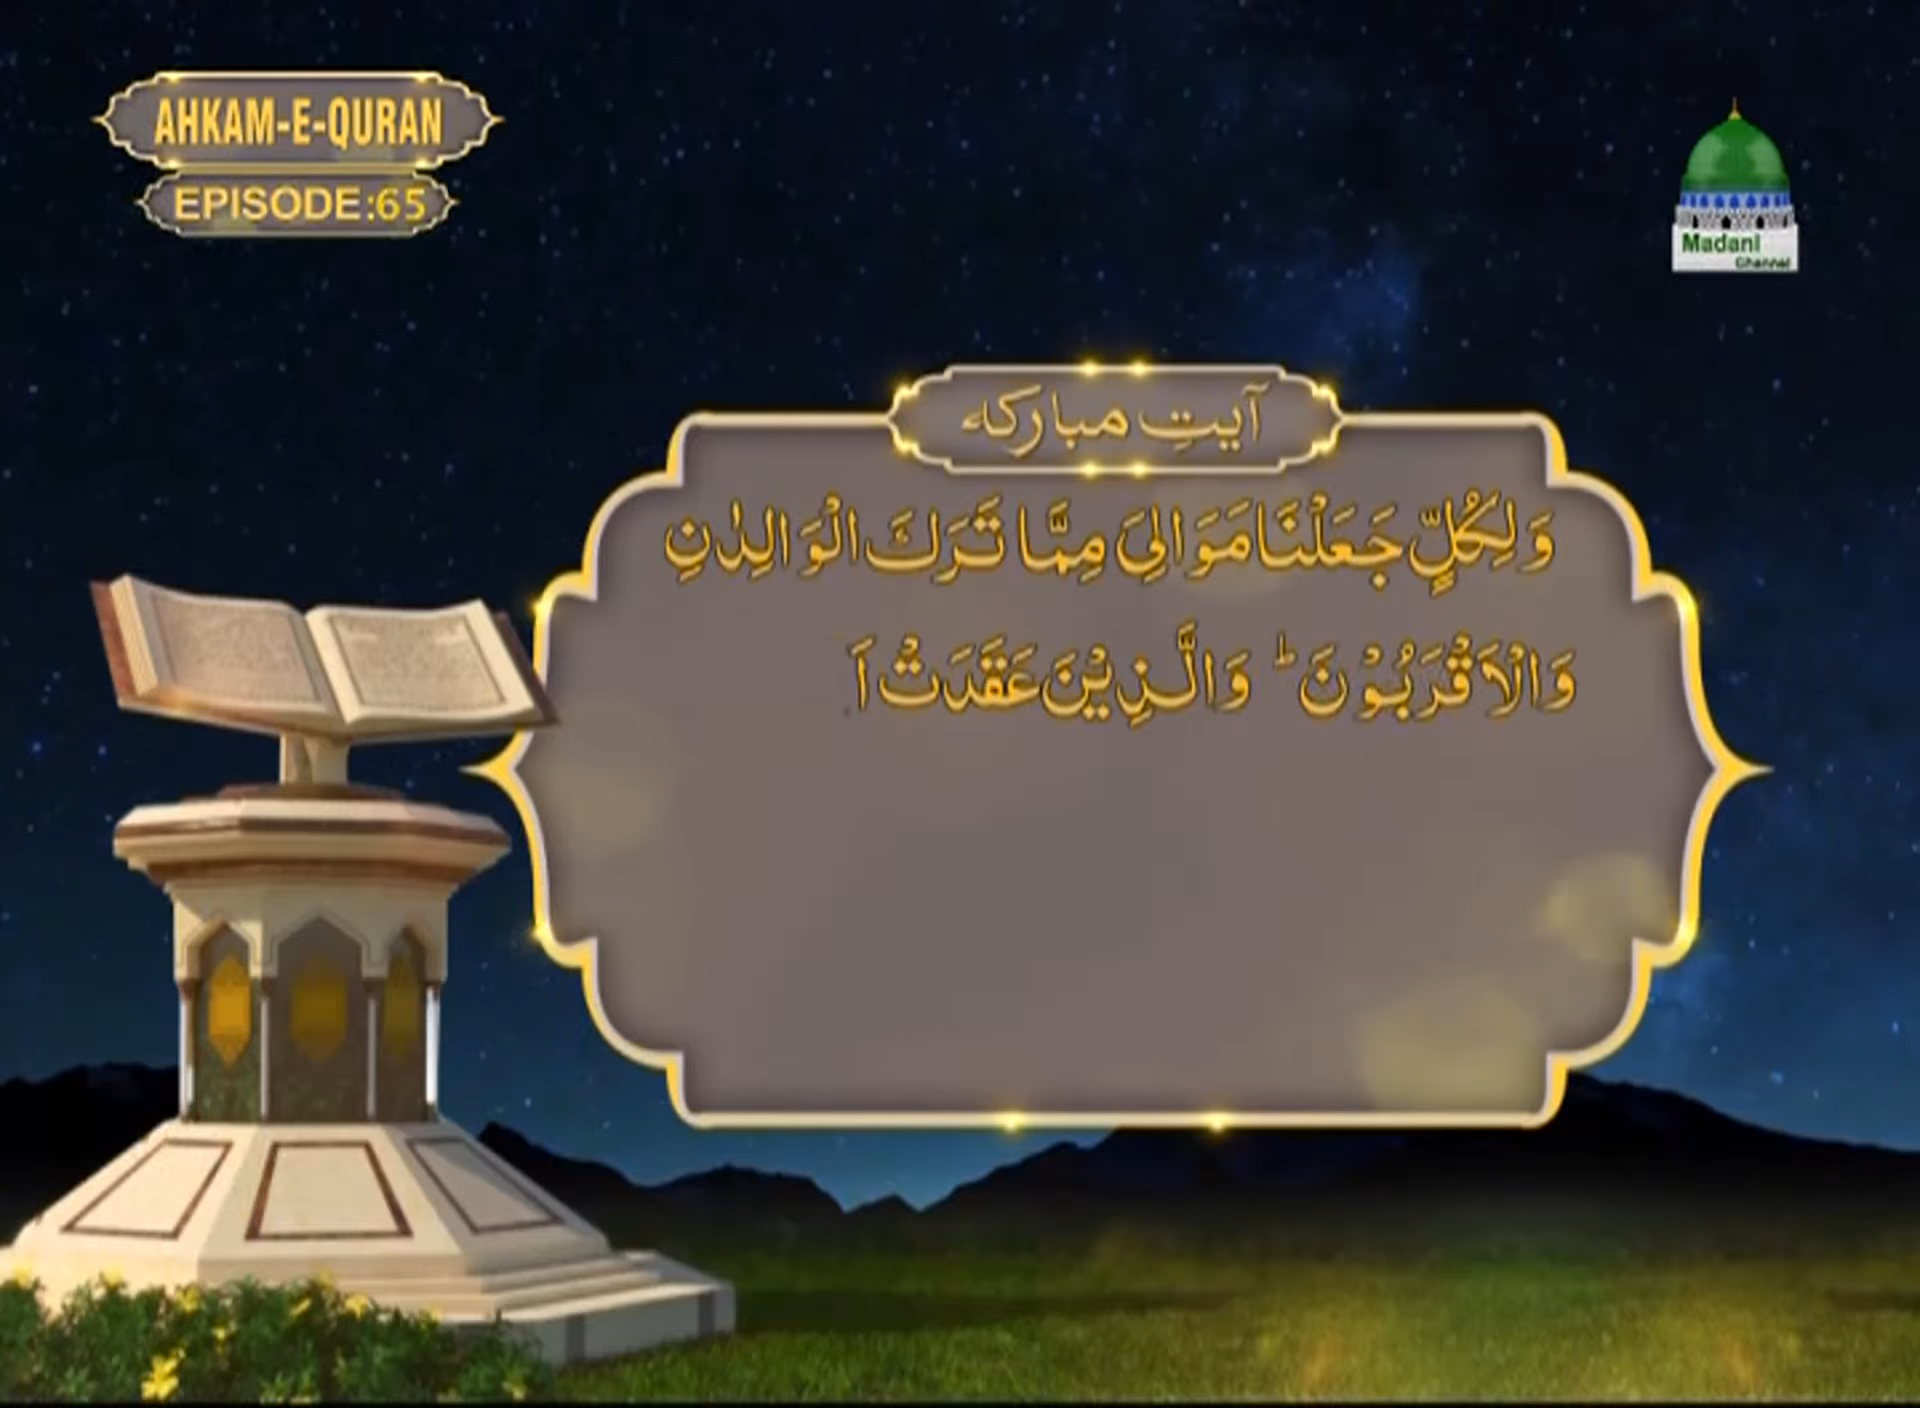 AHKAM-E-QURAN
EPISODE:65
Madani
Channel
آیتِ مبارکہ
وَلِكُلٍّ جَعَلْنَا مَوَالِیَ مِمَّا تَرَكَ الْوَالِدٰنِ
وَالْاَقْرَبُوْنَ ؕ وَالَّذِیْنَ عَقَدَتْ اَ